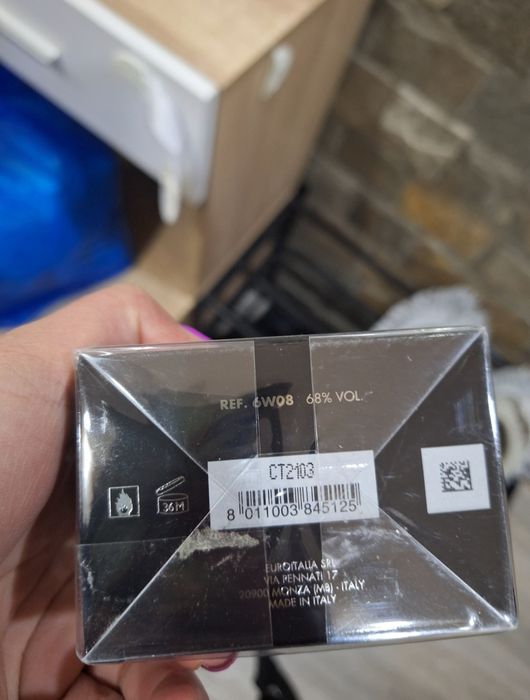 REF. 6W08 68% VOL.
CT2103
8 011003 845125
36M
EUROITALIA SRL
VIA PENNATI 17
20900 MONZA (MB) - ITALY
MADE IN ITALY